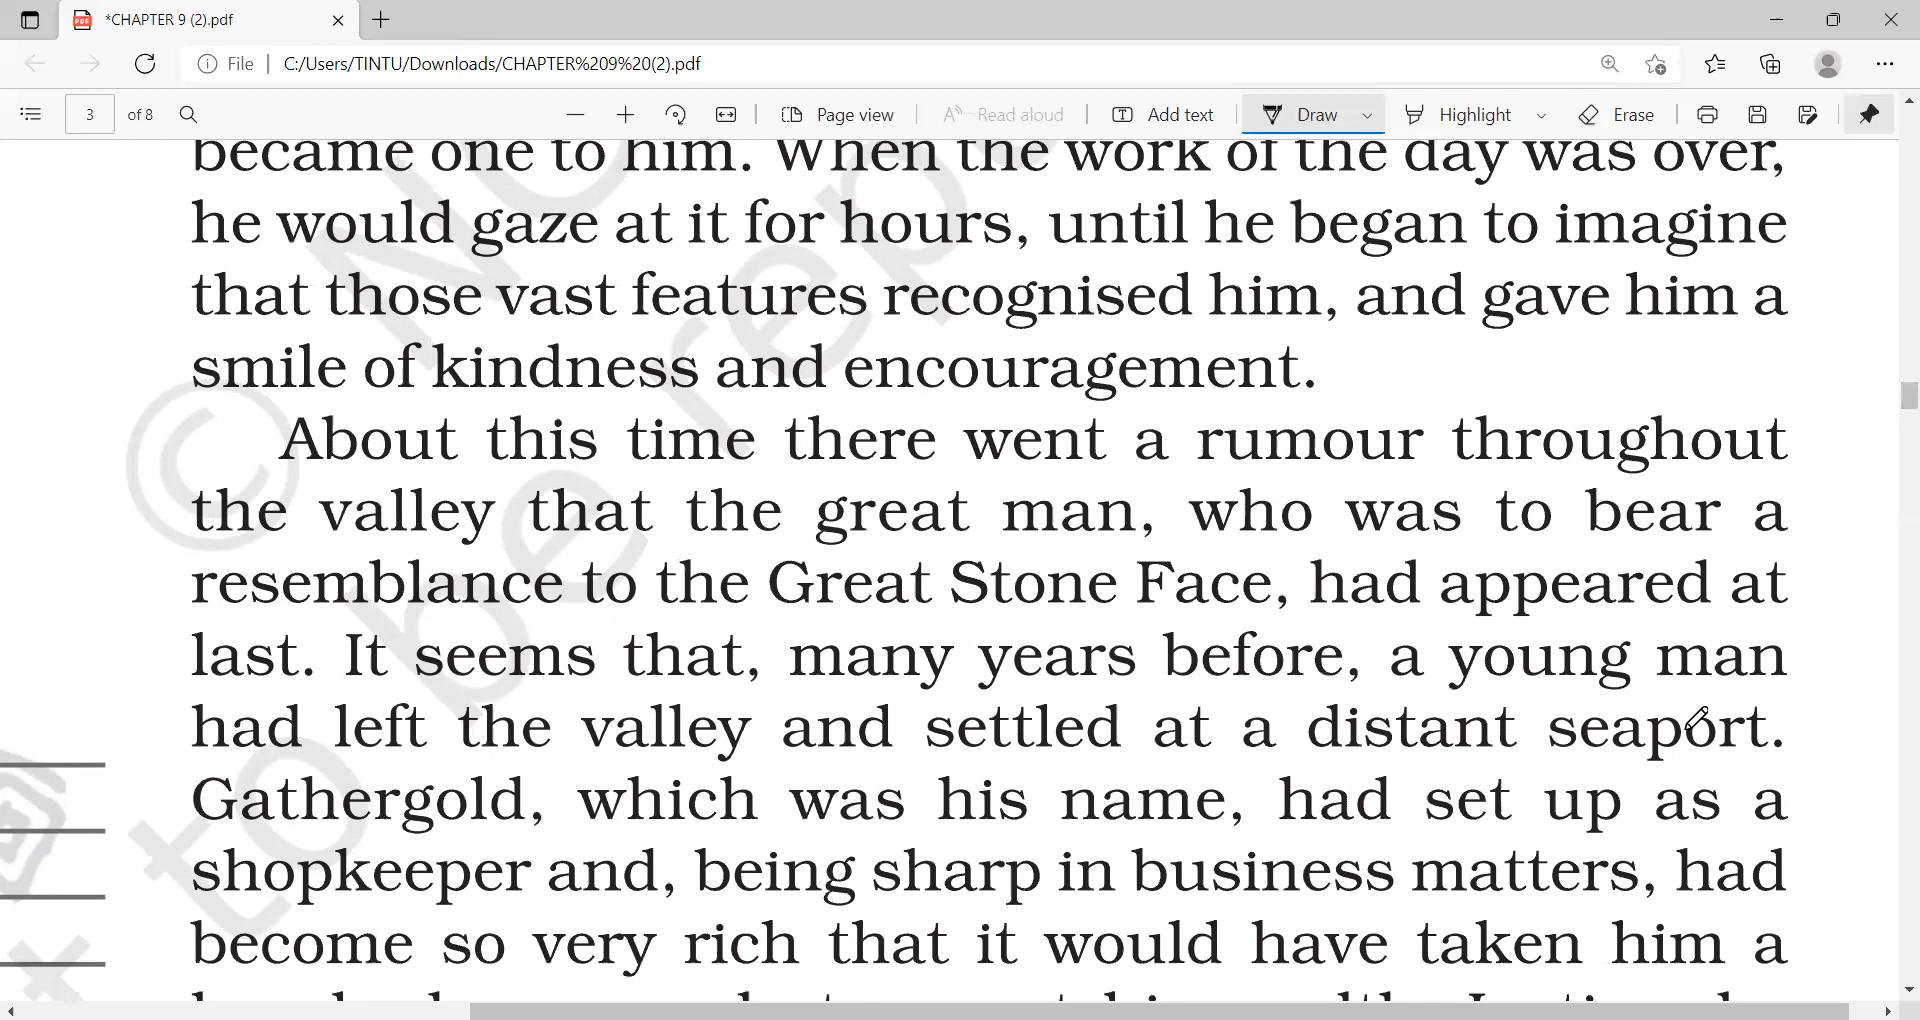 *CHAPTER 9 (2).pdf
File | C:/Users/TINTU/Downloads/CHAPTER%209%20(2).pdf
3 of 8 Page view Read aloud Add text Draw Highlight Erase
became one to him. When the work of the day was over,
he would gaze at it for hours, until he began to imagine
that those vast features recognised him, and gave him a
smile of kindness and encouragement.
About this time there went a rumour throughout
the valley that the great man, who was to bear a
resemblance to the Great Stone Face, had appeared at
last. It seems that, many years before, a young man
had left the valley and settled at a distant seaport.
Gathergold, which was his name, had set up as a
shopkeeper and, being sharp in business matters, had
become so very rich that it would have taken him a